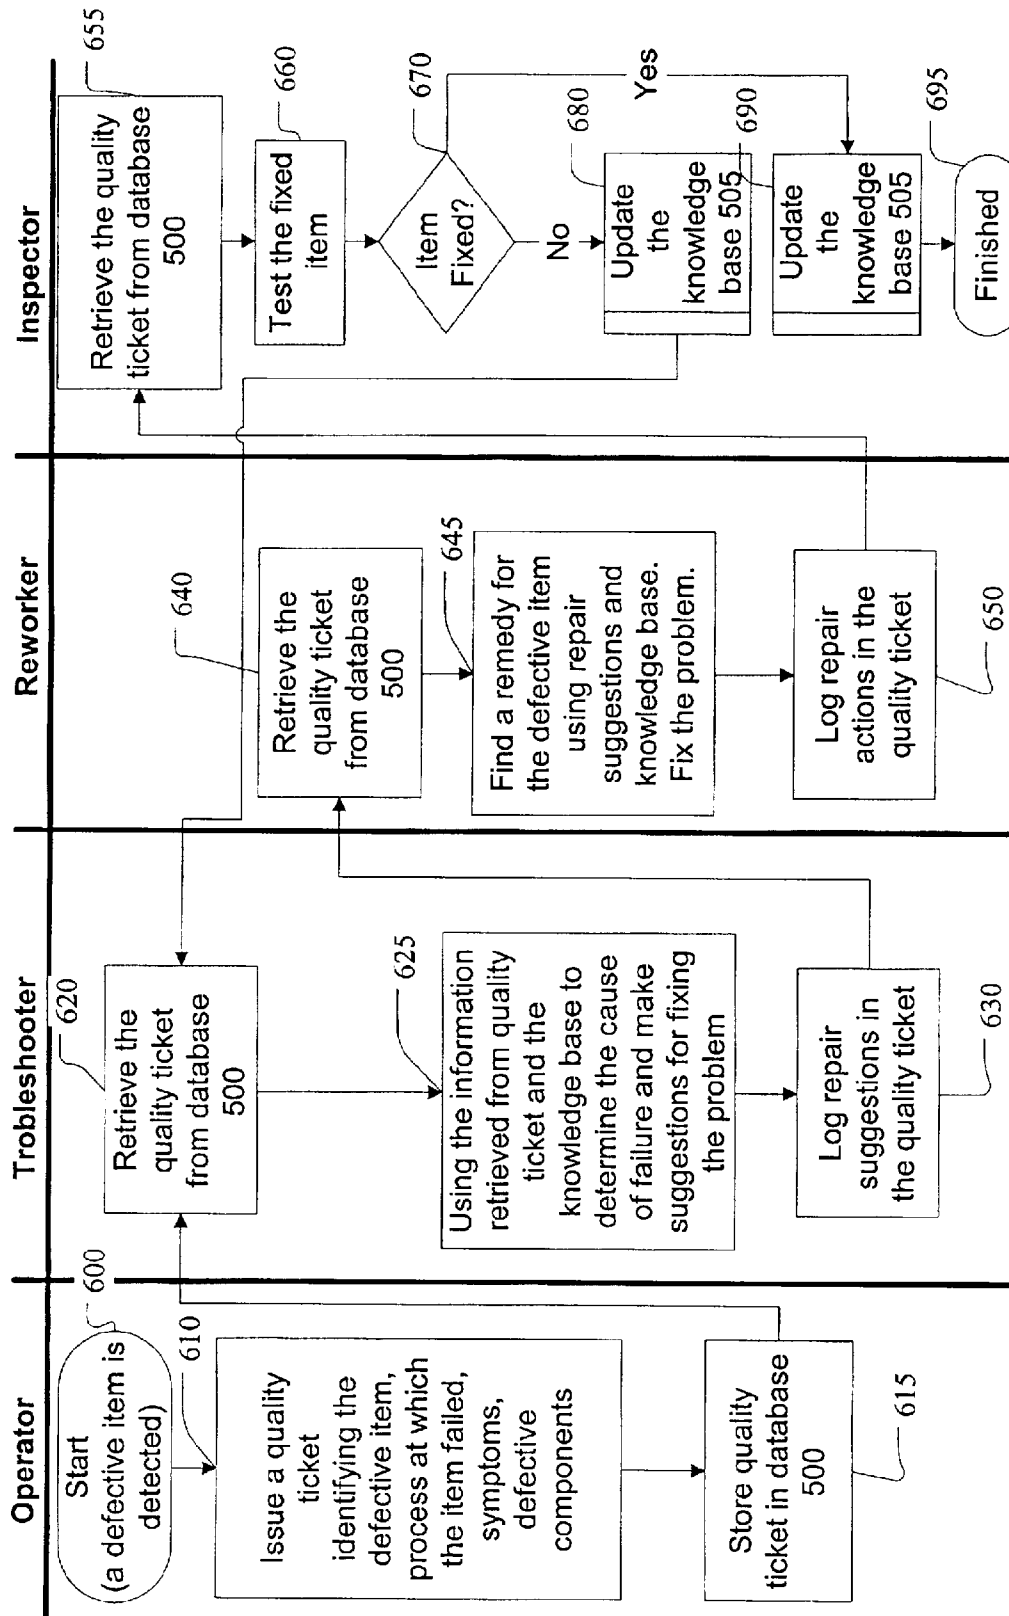 Operator
600
Start
(a defective item is
detected)
610
Issue a quality
ticket
identifying the
defective item,
process at which
the item failed,
symptoms,
defective
components
Store quality
ticket in database
500
615
Trobleshooter
620
Retrieve the
quality ticket
from database
500
625
Using the information
retrieved from quality
ticket and the
knowledge base to
determine the cause
of failure and make
suggestions for fixing
the problem
Log repair
suggestions in
the quality ticket
630
Reworker
640
Retrieve the
quality ticket
from database
500
645
Find a remedy for
the defective item
using repair
suggestions and
knowledge base.
Fix the problem.
Log repair
actions in the
quality ticket
650
Inspector
655
Retrieve the quality
ticket from database
500
660
Test the fixed
item
670
Item
Fixed?
No
Yes
680
Update
the
knowledge
base 505
690
Update
the
knowledge
base 505
695
Finished